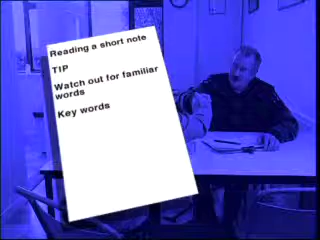 Reading a short note
TIP
Watch out for familiar
words
Key words